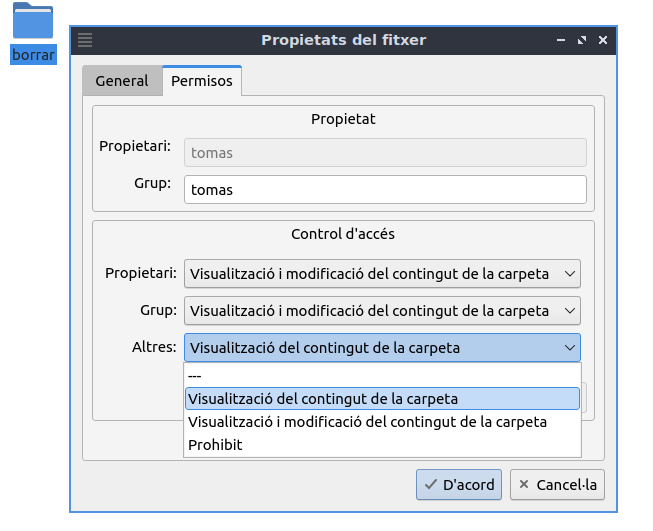 borrar
Propietats del fitxer
General
Permisos
Propietat
Propietari:
tomas
Grup:
tomas
Control d'accés
Propietari:
Visualització i modificació del contingut de la carpeta
Grup:
Visualització i modificació del contingut de la carpeta
Altres:
Visualització del contingut de la carpeta
---
Visualització del contingut de la carpeta
Visualització i modificació del contingut de la carpeta
Prohibit
D'acord
Cancel·la